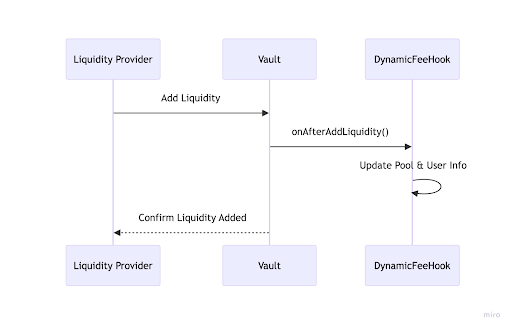 Liquidity Provider
Vault
DynamicFeeHook
Add Liquidity
onAfterAddLiquidity()
Update Pool & User Info
Confirm Liquidity Added
Liquidity Provider
Vault
DynamicFeeHook
miro